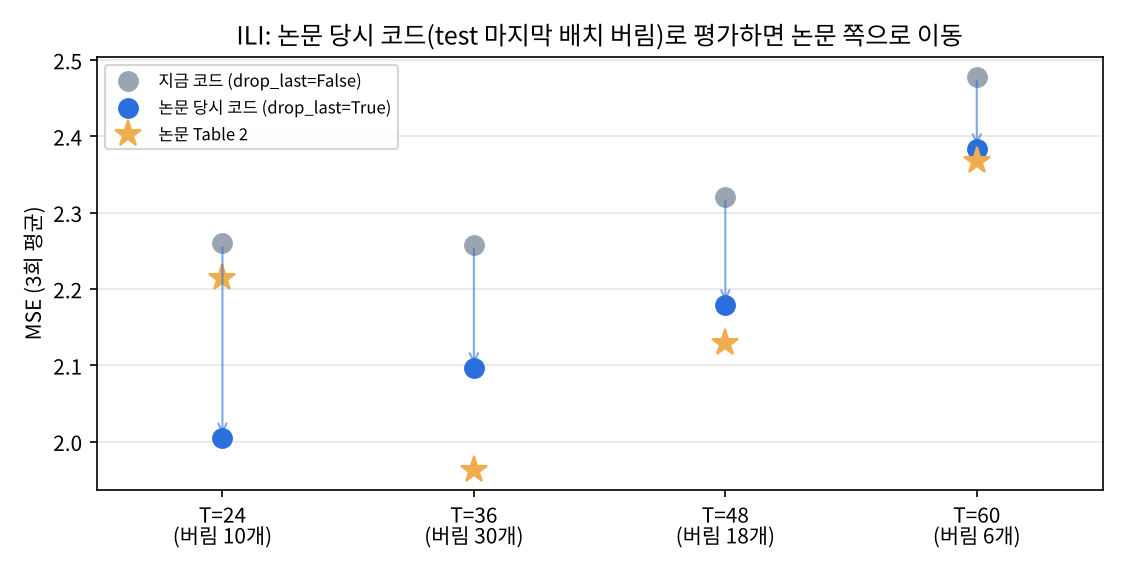 ILI: 논문 당시 코드(test 마지막 배치 버림)로 평가하면 논문 쪽으로 이동
지금 코드 (drop_last=False)
논문 당시 코드 (drop_last=True)
논문 Table 2
MSE (3회 평균)
2.5
2.4
2.3
2.2
2.1
2.0
T=24
(버림 10개)
T=36
(버림 30개)
T=48
(버림 18개)
T=60
(버림 6개)